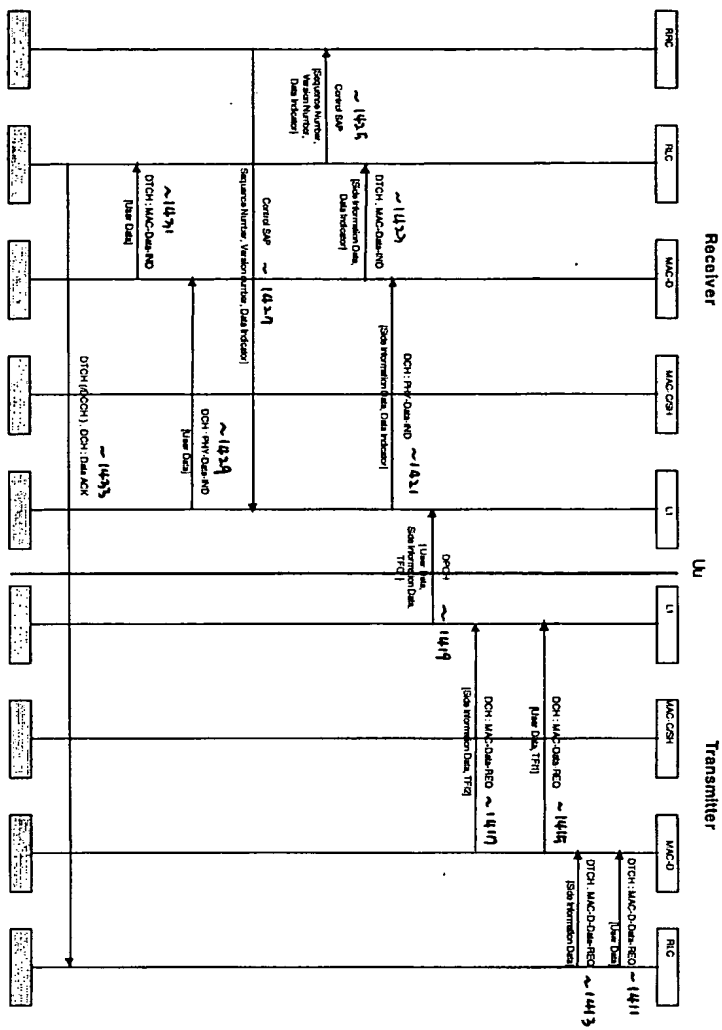 Receiver
Uu
Transmitter
RRC
RLC
MAC-D
MAC-C/SH
L1
L1
MAC-C/SH
MAC-D
RLC
DTCH : MAC-D-Data-REQ ~1411
[User Data]
DTCH : MAC-D-Data-REQ ~1413
[Side Information Data]
DCH : MAC-Data-REQ ~1415
[User Data, TFI1]
DCH : MAC-Data-REQ ~1417
[Side Information Data, TFI2]
DPCH ~1419
[User Data,
Side Information Data,
TFCI]
DCH : PHY-Data-IND ~1421
[Side Information Data, Data Indicator]
DTCH : MAC-Data-IND ~1423
[Side Information Data,
Data Indicator]
Control SAP ~1425
[Sequence Number,
Version Number,
Data Indicator]
Control SAP ~1427
Sequence Number, Version number, Data Indicator]
DCH : PHY-Data-IND ~1429
[User Data]
DTCH : MAC-Data-IND ~1431
[User Data]
DTCH (/DCCH) , DCH : Data ACK ~1433